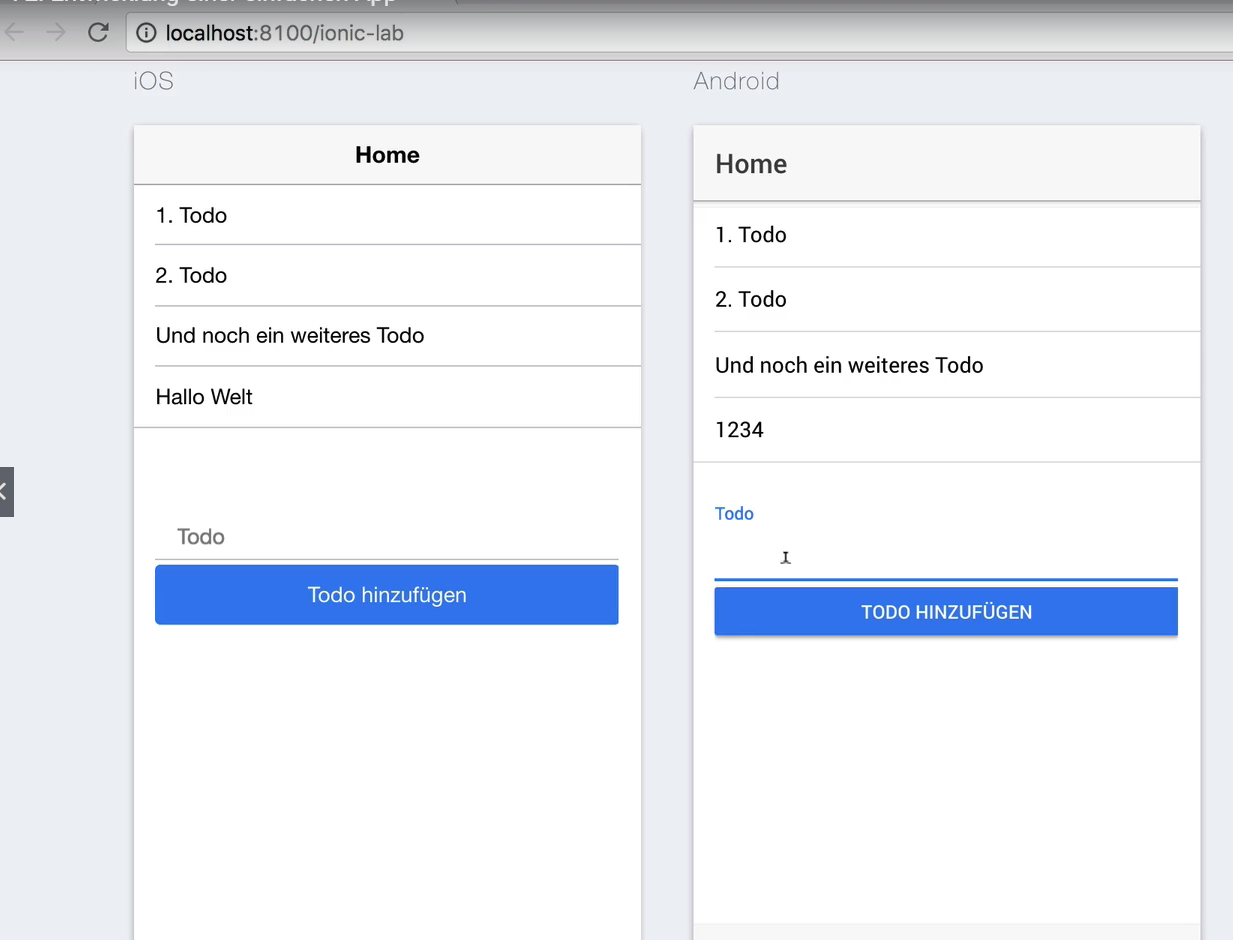 localhost:8100/ionic-lab
iOS
Home
1. Todo
2. Todo
Und noch ein weiteres Todo
Hallo Welt
Todo
Todo hinzufügen
Android
Home
1. Todo
2. Todo
Und noch ein weiteres Todo
1234
Todo
TODO HINZUFÜGEN